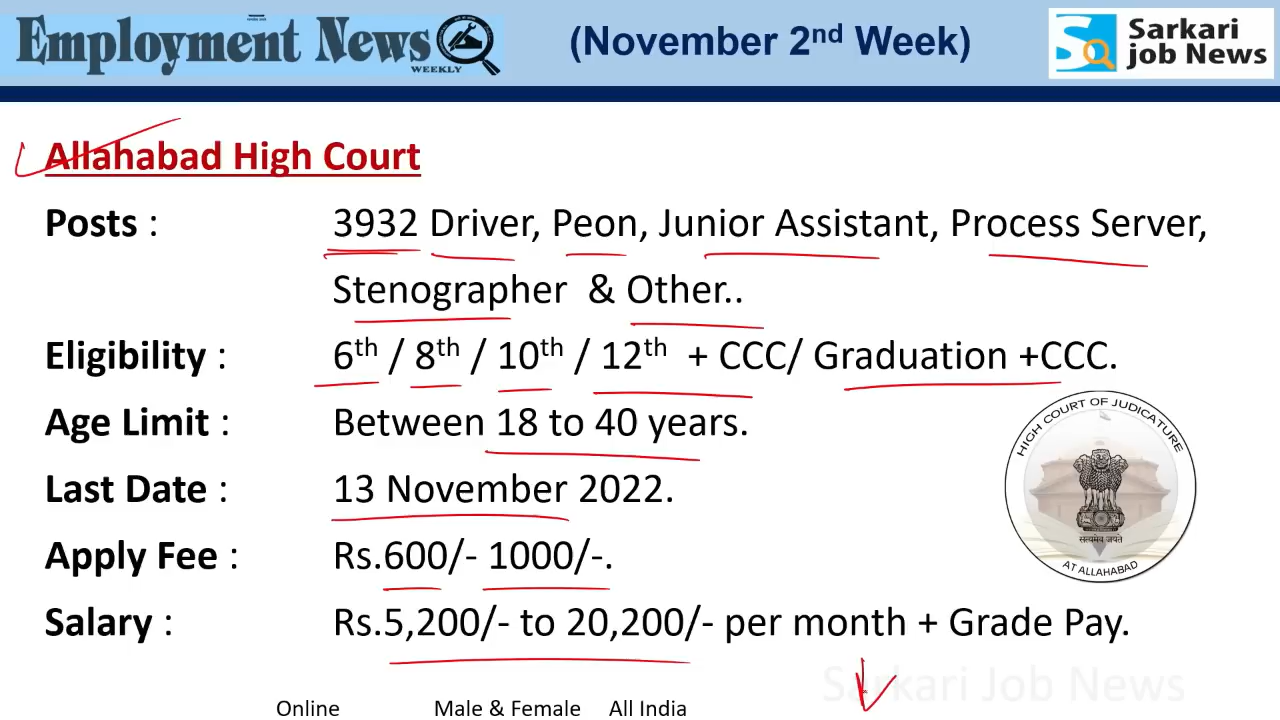 Employment News
WEEKLY
(November 2nd Week)
Sarkari
job News
Allahabad High Court
Posts : 3932 Driver, Peon, Junior Assistant, Process Server,
Stenographer & Other..
Eligibility : 6th / 8th / 10th / 12th + CCC/ Graduation +CCC.
Age Limit : Between 18 to 40 years.
Last Date : 13 November 2022.
Apply Fee : Rs.600/- 1000/-.
Salary : Rs.5,200/- to 20,200/- per month + Grade Pay.
HIGH COURT OF JUDICATURE
सत्यमेव जयते
AT ALLAHABAD
Sarkari Job News
Online Male & Female All India